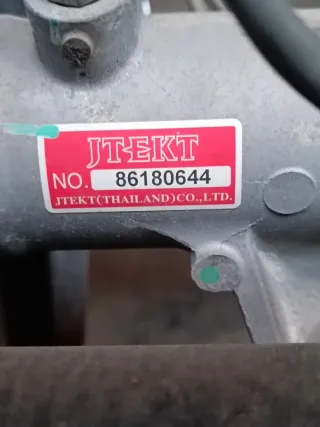 JTEKT
NO. 86180644
JTEKT(THAILAND)CO.,LTD.